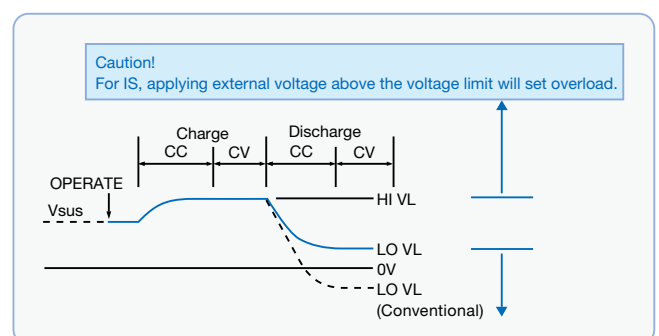 Caution!
For IS, applying external voltage above the voltage limit will set overload.
Charge
Discharge
CC
CV
CC
CV
OPERATE
Vsus
HI VL
LO VL
0V
LO VL
(Conventional)